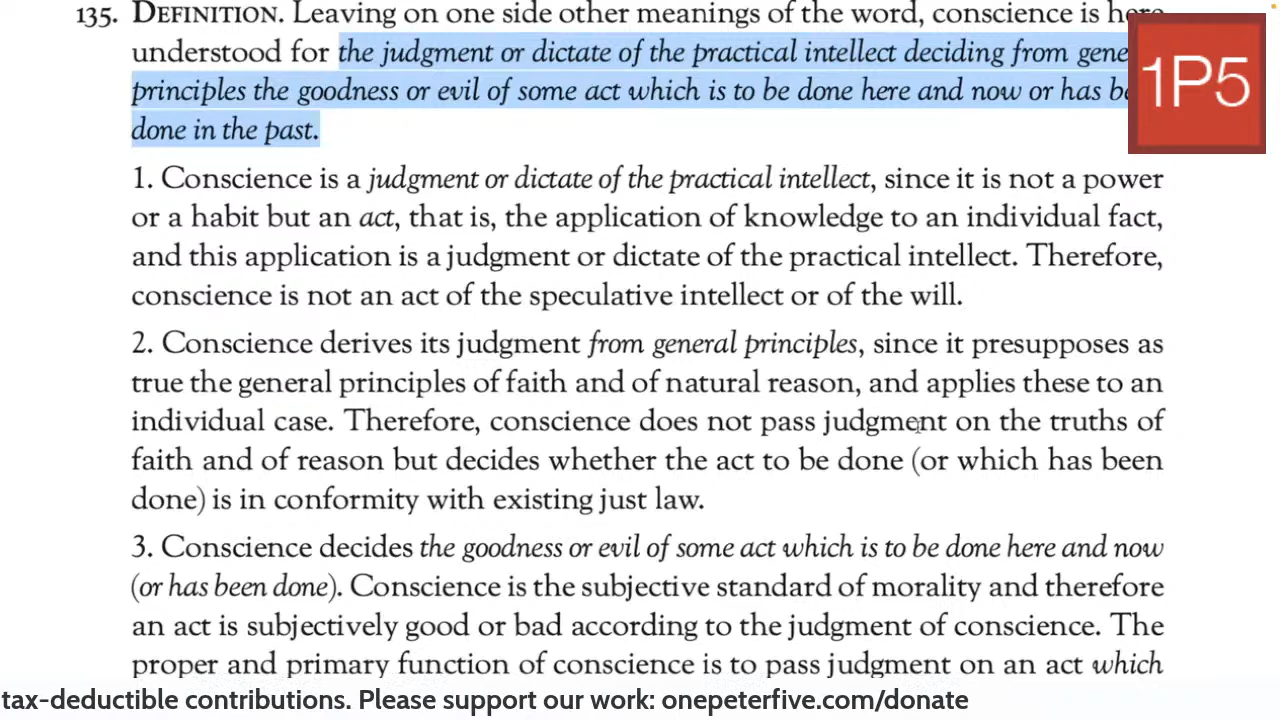 135. DEFINITION. Leaving on one side other meanings of the word, conscience is here
understood for the judgment or dictate of the practical intellect deciding from gene
principles the goodness or evil of some act which is to be done here and now or has be
done in the past.
1P5
1. Conscience is a judgment or dictate of the practical intellect, since it is not a power
or a habit but an act, that is, the application of knowledge to an individual fact,
and this application is a judgment or dictate of the practical intellect. Therefore,
conscience is not an act of the speculative intellect or of the will.
2. Conscience derives its judgment from general principles, since it presupposes as
true the general principles of faith and of natural reason, and applies these to an
individual case. Therefore, conscience does not pass judgment on the truths of
faith and of reason but decides whether the act to be done (or which has been
done) is in conformity with existing just law.
3. Conscience decides the goodness or evil of some act which is to be done here and now
(or has been done). Conscience is the subjective standard of morality and therefore
an act is subjectively good or bad according to the judgment of conscience. The
proper and primary function of conscience is to pass judgment on an act which
tax-deductible contributions. Please support our work: onepeterfive.com/donate